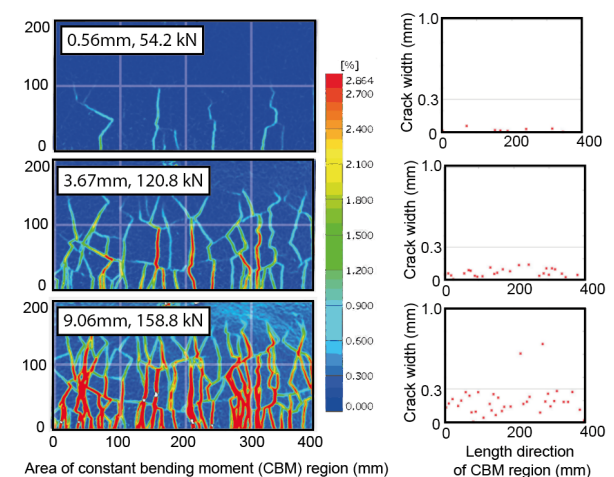 200
100
0
0.56mm, 54.2 kN
200
100
0
3.67mm, 120.8 kN
200
100
0
9.06mm, 158.8 kN
0 100 200 300 400
Area of constant bending moment (CBM) region (mm)
[%]
2.864
2.700
2.400
2.100
1.800
1.500
1.200
0.900
0.600
0.300
0.000
Crack width (mm)
1.0
0.3
0
0 200 400
Crack width (mm)
1.0
0.3
0
0 200 400
Crack width (mm)
1.0
0.3
0
0 200 400
Length direction
of CBM region (mm)